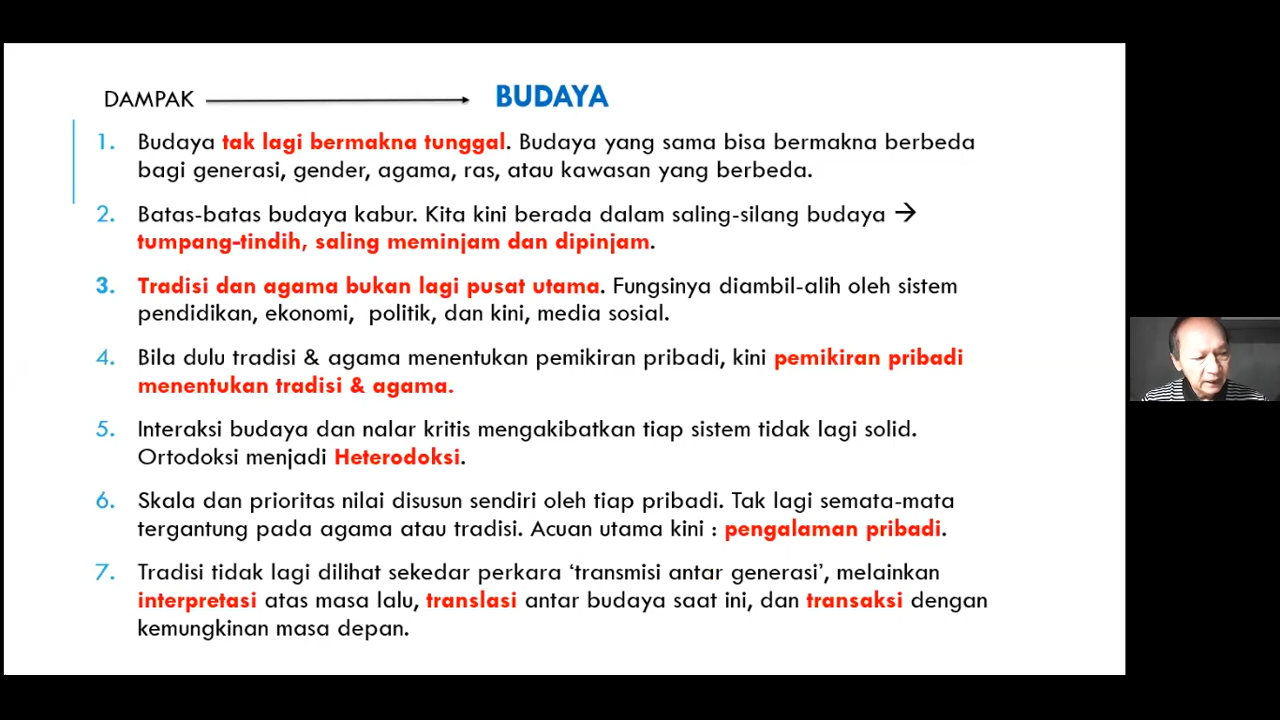 DAMPAK → BUDAYA
1. Budaya tak lagi bermakna tunggal. Budaya yang sama bisa bermakna berbeda
bagi generasi, gender, agama, ras, atau kawasan yang berbeda.
2. Batas-batas budaya kabur. Kita kini berada dalam saling-silang budaya →
tumpang-tindih, saling meminjam dan dipinjam.
3. Tradisi dan agama bukan lagi pusat utama. Fungsinya diambil-alih oleh sistem
pendidikan, ekonomi, politik, dan kini, media sosial.
4. Bila dulu tradisi & agama menentukan pemikiran pribadi, kini pemikiran pribadi
menentukan tradisi & agama.
5. Interaksi budaya dan nalar kritis mengakibatkan tiap sistem tidak lagi solid.
Ortodoksi menjadi Heterodoksi.
6. Skala dan prioritas nilai disusun sendiri oleh tiap pribadi. Tak lagi semata-mata
tergantung pada agama atau tradisi. Acuan utama kini : pengalaman pribadi.
7. Tradisi tidak lagi dilihat sekedar perkara ‘transmisi antar generasi’, melainkan
interpretasi atas masa lalu, translasi antar budaya saat ini, dan transaksi dengan
kemungkinan masa depan.